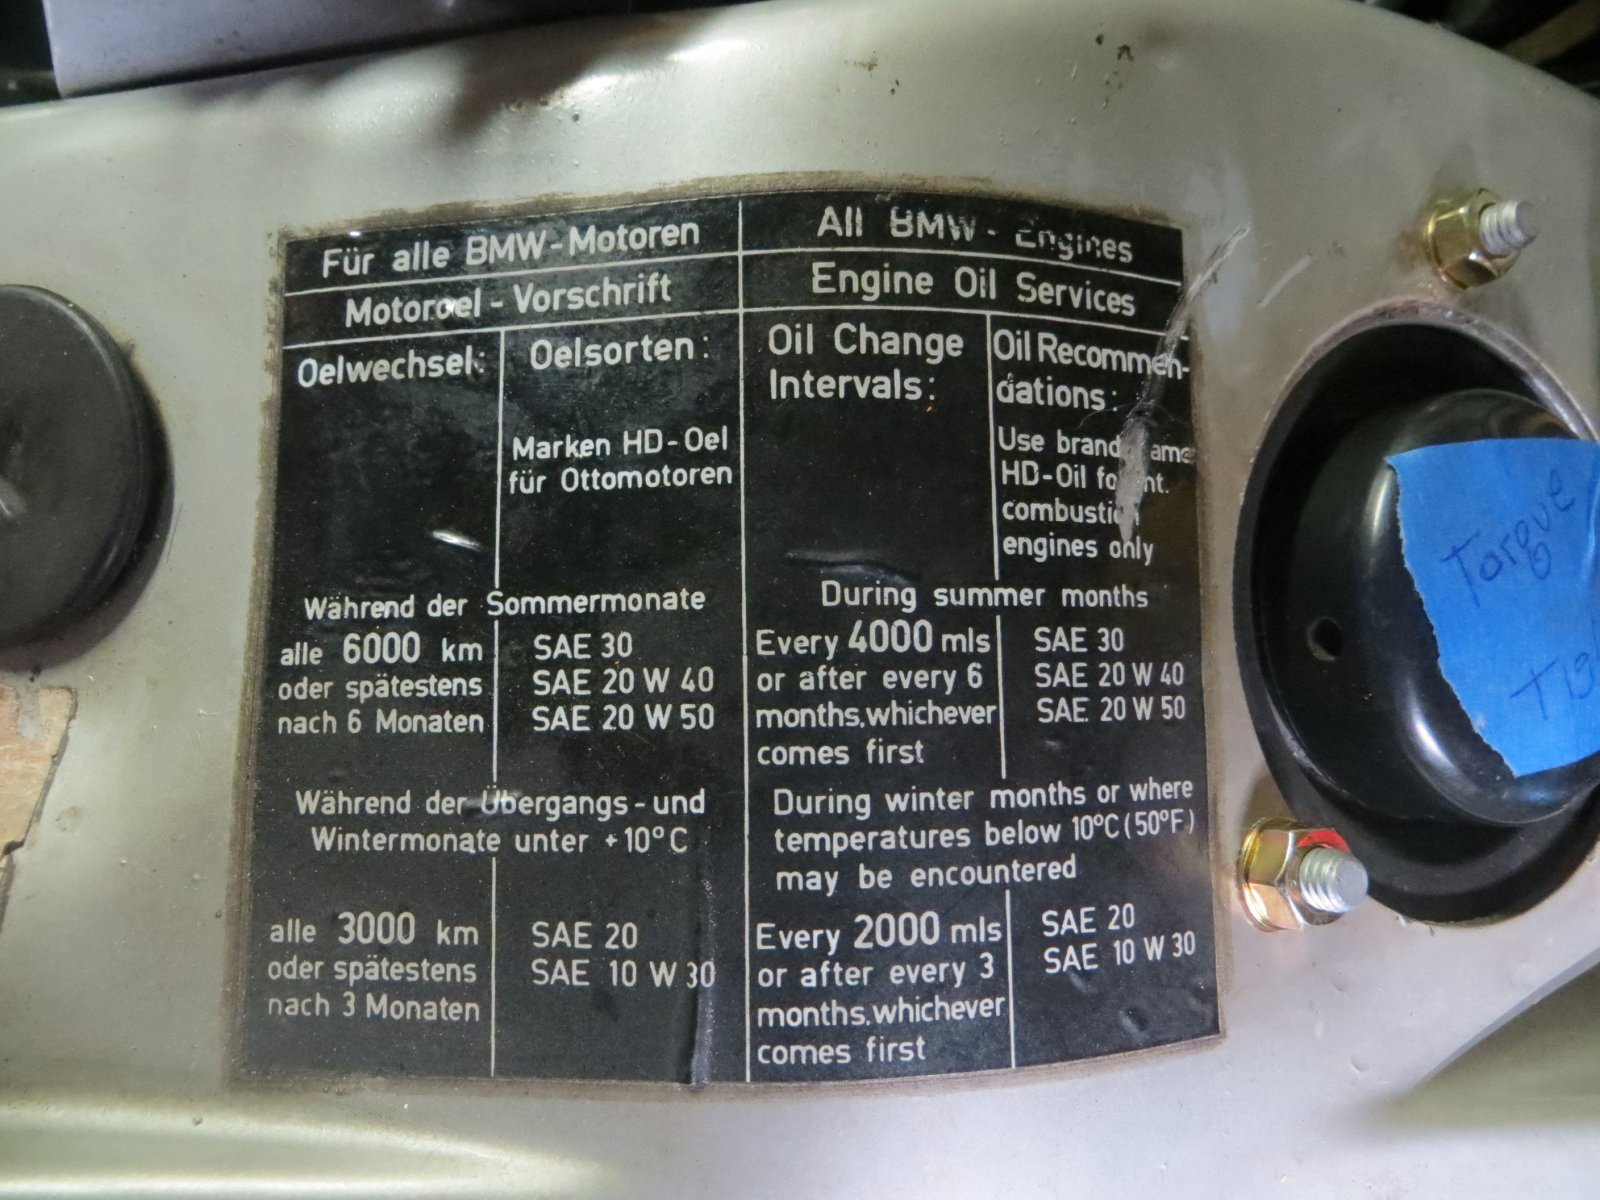 Für alle BMW-Motoren
Motoroel - Vorschrift
Oelwechsel:
Oelsorten:
Marken HD-Oel
für Ottomotoren
Während der Sommermonate
alle 6000 km
oder spätestens
nach 6 Monaten
SAE 30
SAE 20 W 40
SAE 20 W 50
Während der Übergangs-und
Wintermonate unter +10°C
alle 3000 km
oder spätestens
nach 3 Monaten
SAE 20
SAE 10 W 30
All BMW - Engines
Engine Oil Services
Oil Change
Intervals:
Oil Recommen-
dations:
Use brand
HD-Oil
combustion
engines only
During summer months
Every 4000 mls
or after every 6
months,whichever
comes first
SAE 30
SAE 20 W 40
SAE 20 W 50
During winter months or where
temperatures below 10°C (50°F)
may be encountered
Every 2000 mls
or after every 3
months,whichever
comes first
SAE 20
SAE 10 W 30
Torque